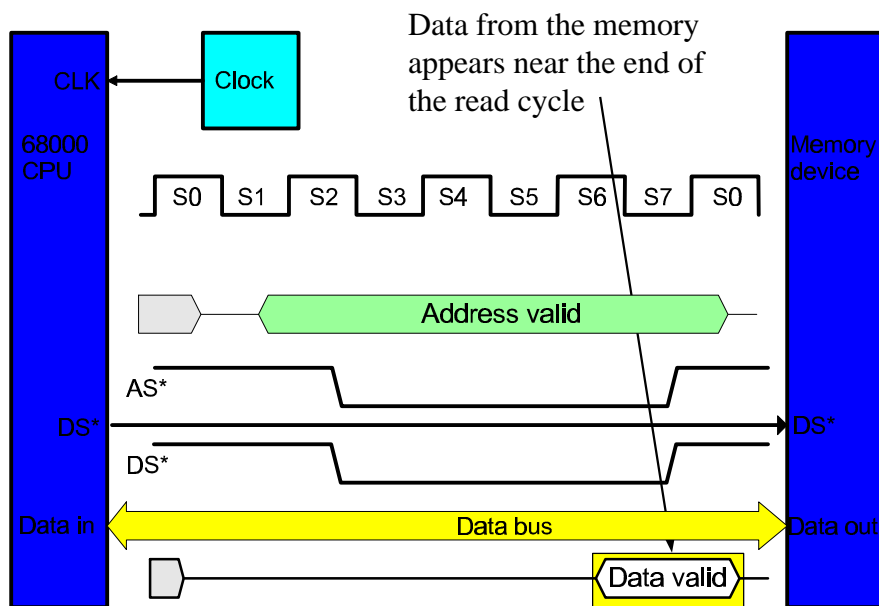 Data from the memory
appears near the end of
the read cycle
CLK
Clock
68000
CPU
Memory
device
S0 S1 S2 S3 S4 S5 S6 S7 S0
Address valid
AS*
DS*
DS*
DS*
Data in
Data bus
Data out
Data valid